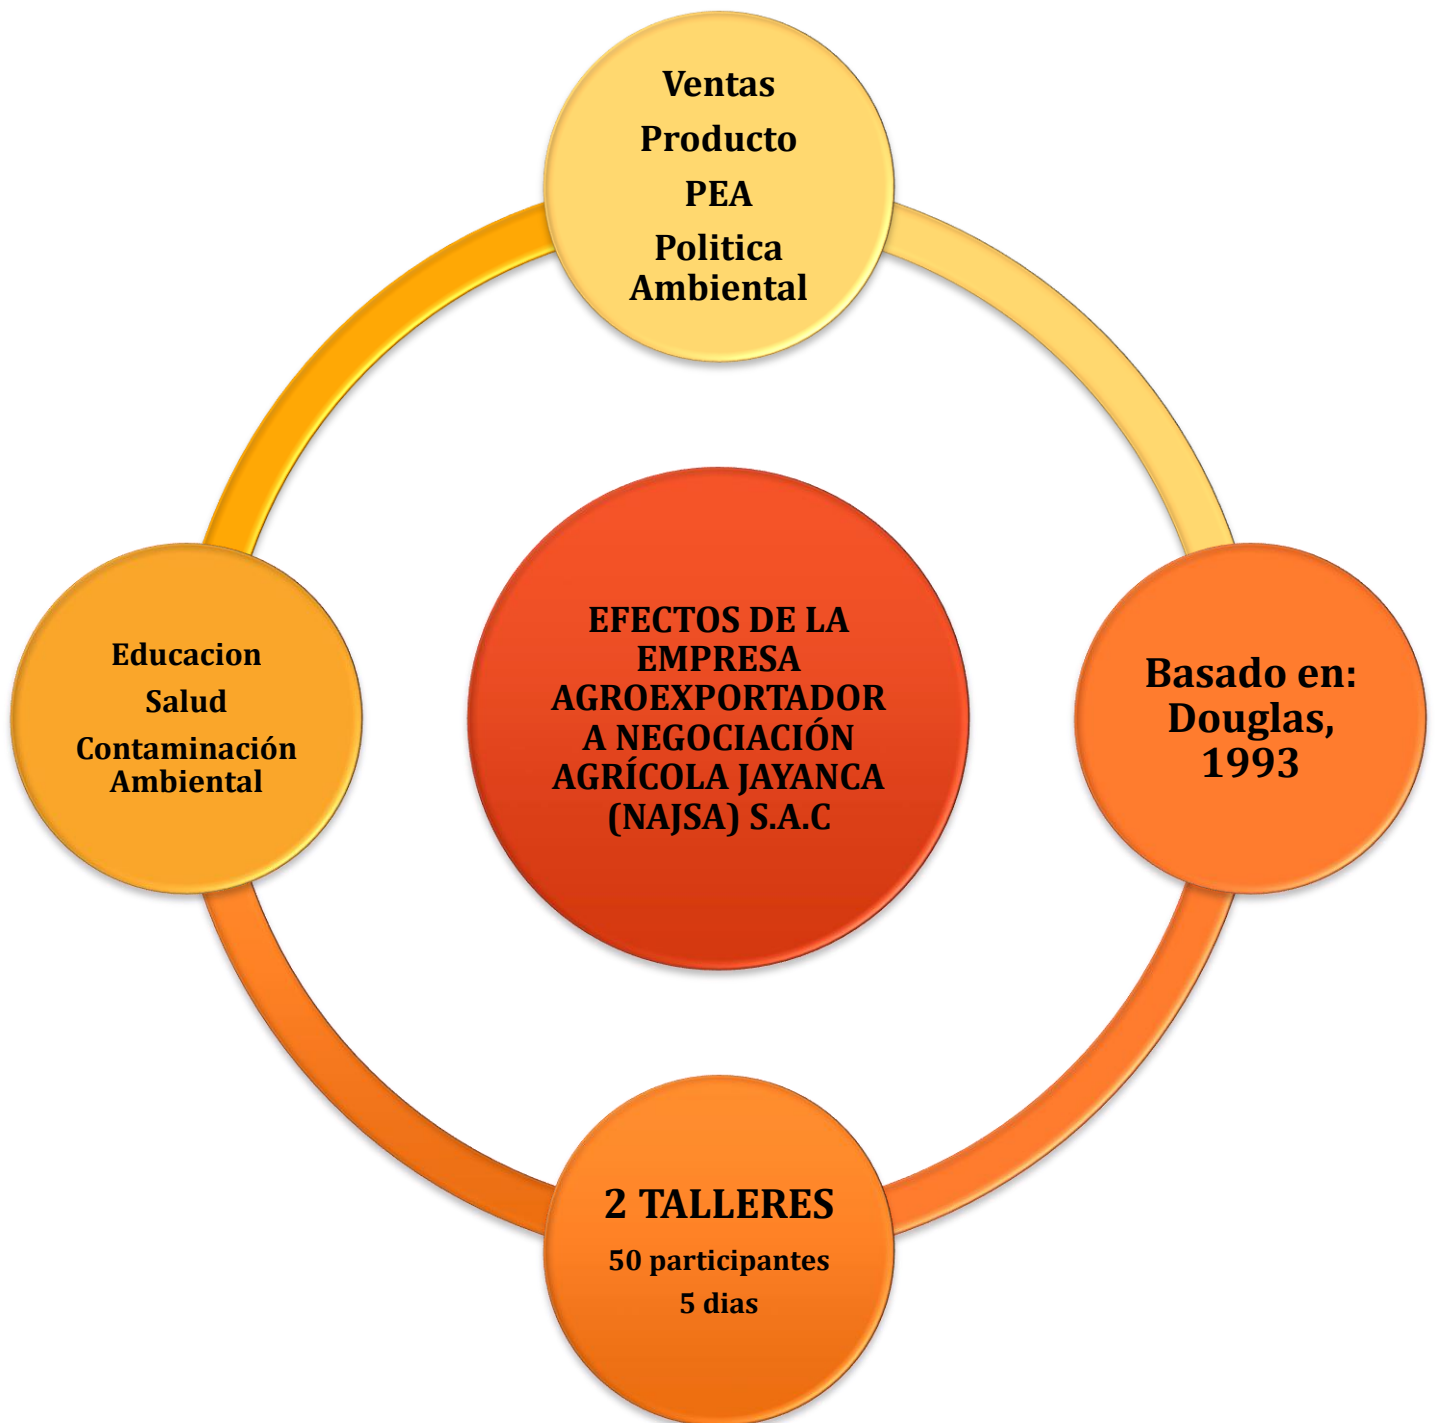 Ventas
Producto
PEA
Politica
Ambiental
Educacion
Salud
Contaminación
Ambiental
EFECTOS DE LA
EMPRESA
AGROEXPORTADOR
A NEGOCIACIÓN
AGRÍCOLA JAYANCA
(NAJSA) S.A.C
Basado en:
Douglas,
1993
2 TALLERES
50 participantes
5 dias